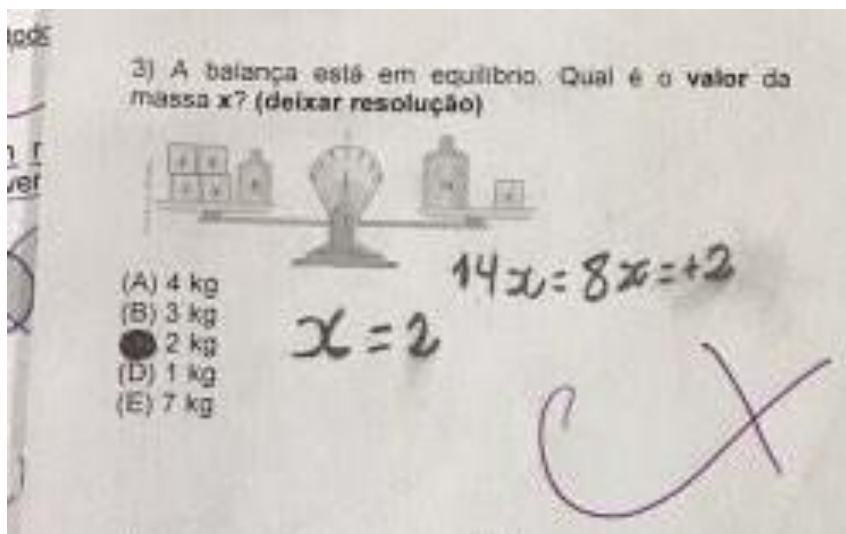 3) A balança está em equilíbrio. Qual é o valor da
massa x? (deixar resolução)
14x = 8x = +2
(A) 4 kg
(B) 3 kg
x = 2
2 kg
(D) 1 kg
(E) 7 kg